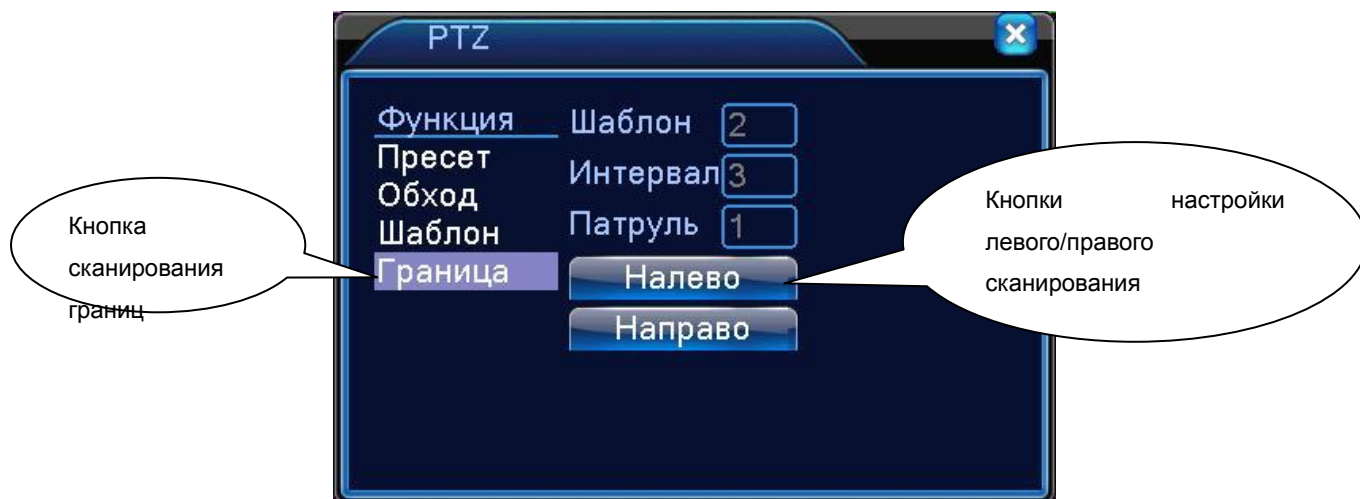 PTZ
Функция
Пресет
Обход
Шаблон
Граница
Шаблон 2
Интервал 3
Патруль 1
Налево
Направо
Кнопка
сканирования
границ
Кнопки настройки
левого/правого
сканирования